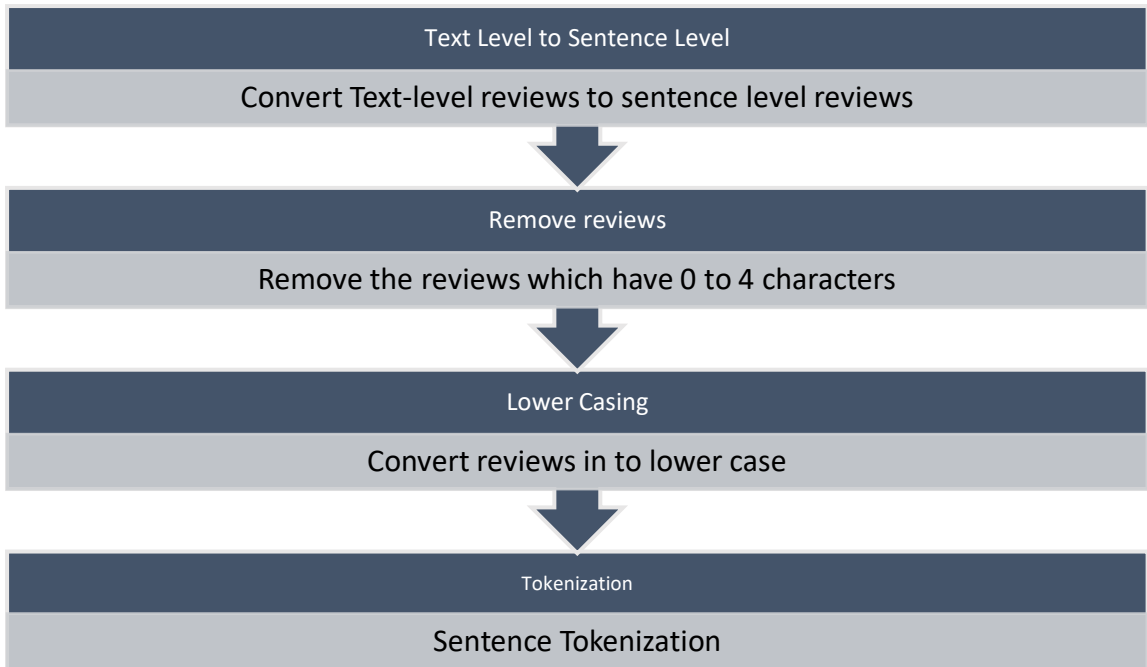 Text Level to Sentence Level
Convert Text-level reviews to sentence level reviews
Remove reviews
Remove the reviews which have 0 to 4 characters
Lower Casing
Convert reviews in to lower case
Tokenization
Sentence Tokenization